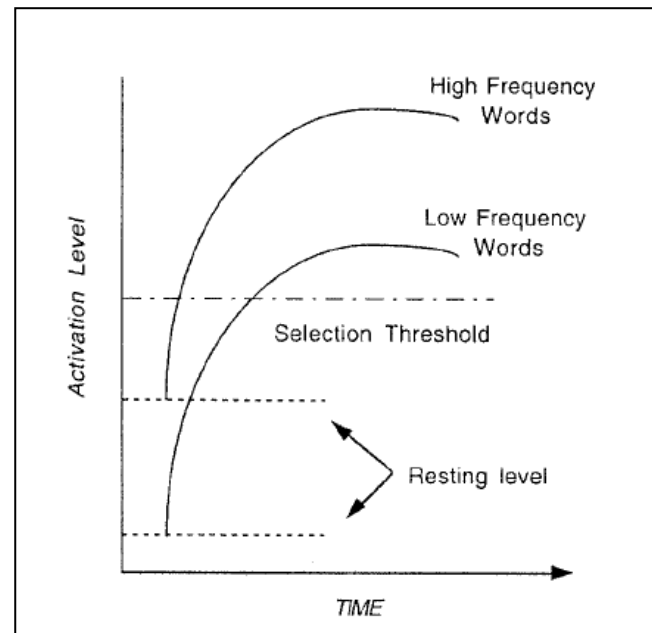 High Frequency
Words
Low Frequency
Words
Activation Level
Selection Threshold
Resting level
TIME